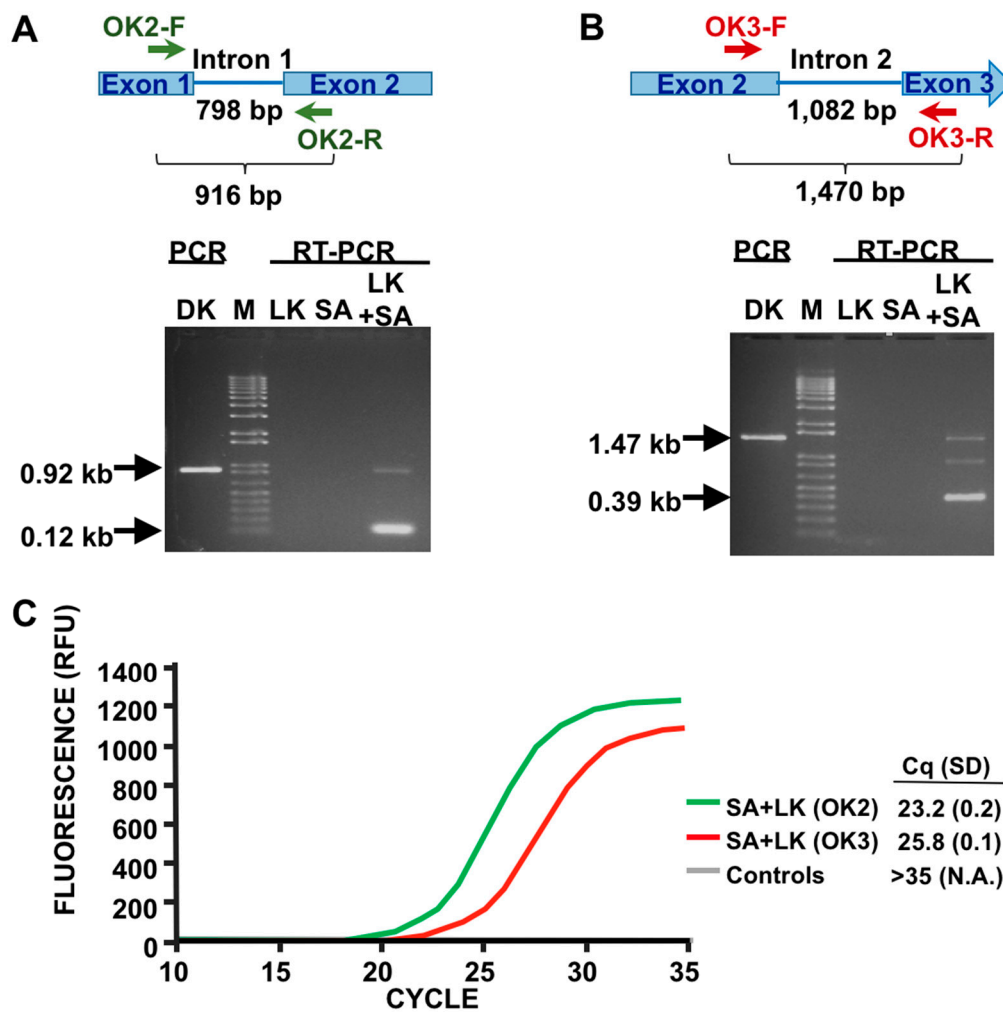 A
OK2-F
Intron 1
Exon 1
Exon 2
798 bp
OK2-R
916 bp
PCR
RT-PCR
DK M LK SA LK
+SA
0.92 kb
0.12 kb
B
OK3-F
Intron 2
Exon 2
Exon 3
1,082 bp
OK3-R
1,470 bp
PCR
RT-PCR
DK M LK SA LK
+SA
1.47 kb
0.39 kb
C
FLUORESCENCE (RFU)
1400
1200
1000
800
600
400
200
0
10 15 20 25 30 35
CYCLE
Cq (SD)
SA+LK (OK2) 23.2 (0.2)
SA+LK (OK3) 25.8 (0.1)
Controls >35 (N.A.)